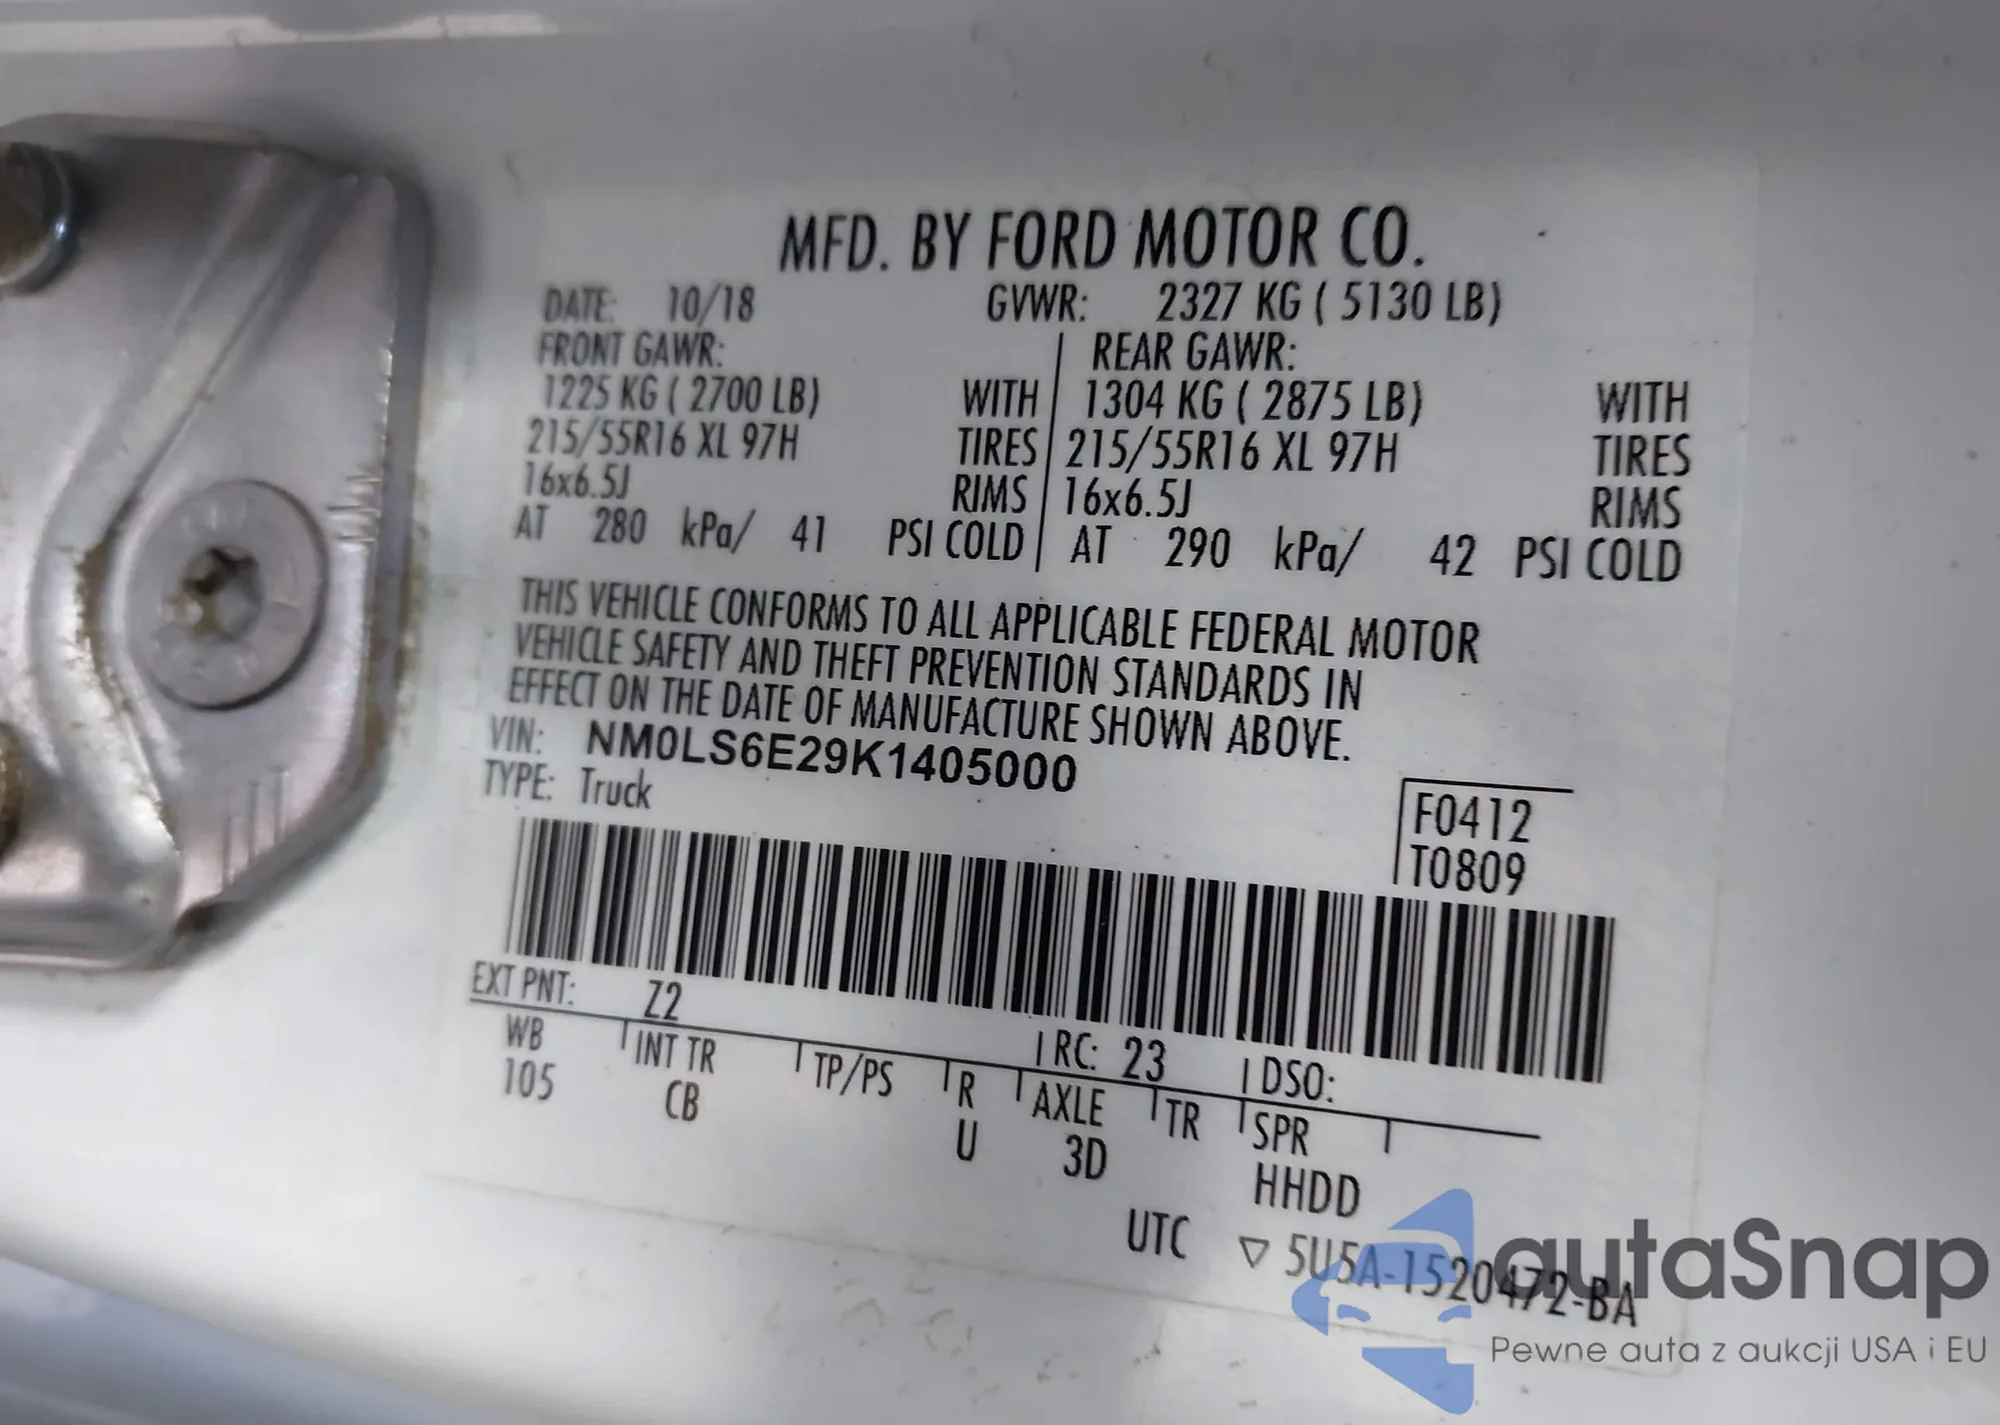 MFD. BY FORD MOTOR CO.
DATE: 10/18 GVWR: 2327 KG ( 5130 LB)
FRONT GAWR: REAR GAWR:
1225 KG ( 2700 LB) WITH 1304 KG ( 2875 LB) WITH
215/55R16 XL 97H TIRES 215/55R16 XL 97H TIRES
16x6.5J RIMS 16x6.5J RIMS
AT 280 kPa/ 41 PSI COLD AT 290 kPa/ 42 PSI COLD
THIS VEHICLE CONFORMS TO ALL APPLICABLE FEDERAL MOTOR
VEHICLE SAFETY AND THEFT PREVENTION STANDARDS IN
EFFECT ON THE DATE OF MANUFACTURE SHOWN ABOVE.
VIN: NM0LS6E29K1405000
TYPE: Truck
F0412
T0809
EXT PNT: Z2 RC: 23 DSO:
WB INT TR TP/PS R AXLE TR SPR
105 CB U 3D HHDD
UTC ▽ 5U5A-1520472-BA
autaSnap
Pewne auta z aukcji USA i EU